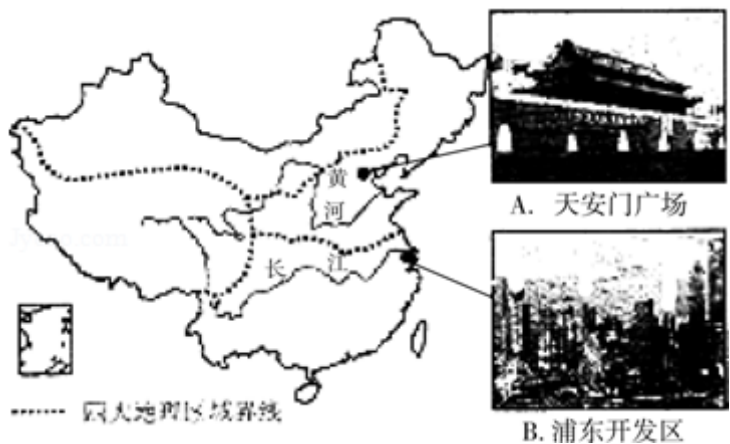 黄
河
长 江
A. 天安门广场
B. 浦东开发区
四大地理区域界线